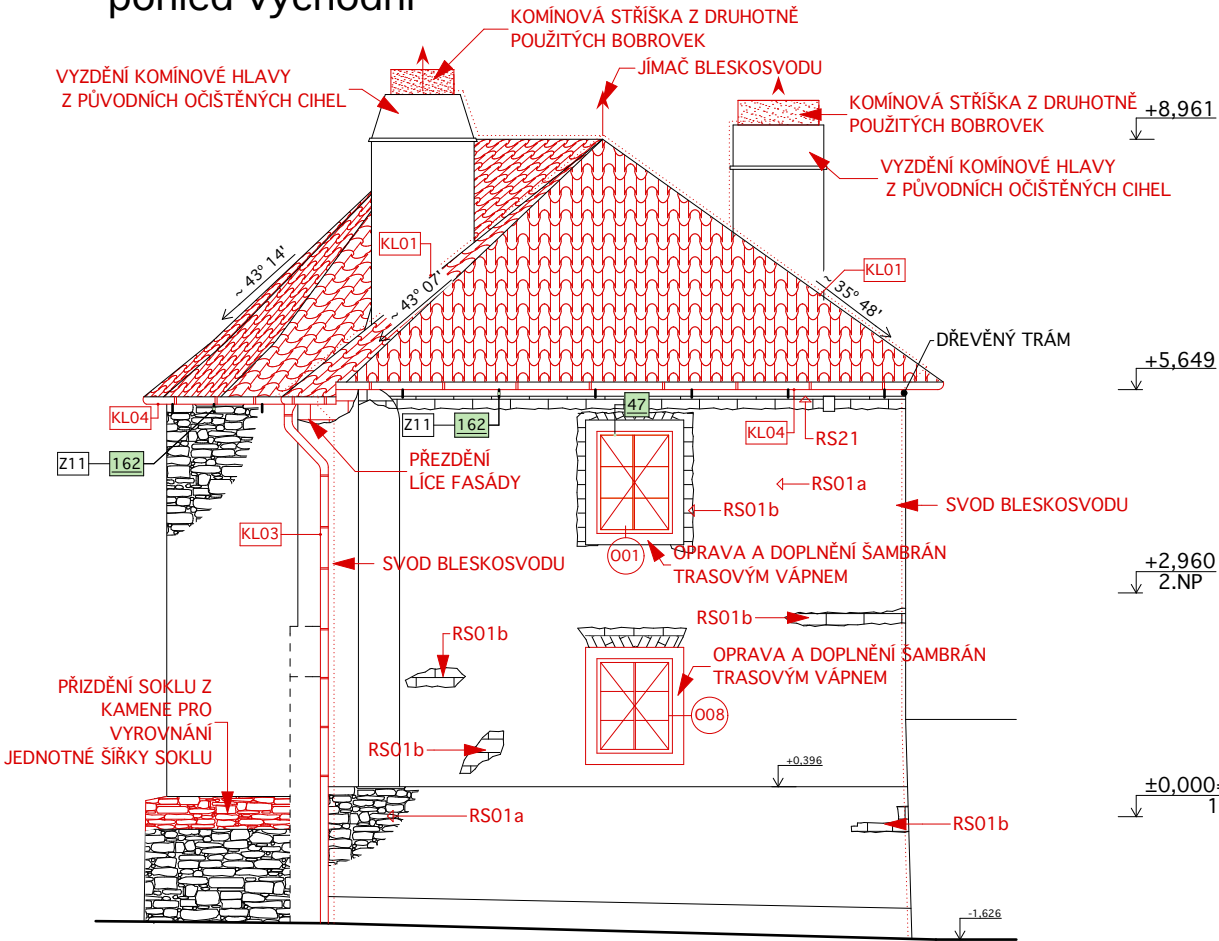 pohled východní
KOMÍNOVÁ STŘÍŠKA Z DRUHOTNĚ
POUŽITÝCH BOBROVEK
VYZDĚNÍ KOMÍNOVÉ HLAVY
Z PŮVODNÍCH OČIŠTĚNÝCH CIHEL
JÍMAČ BLESKOSVODU
KOMÍNOVÁ STŘÍŠKA Z DRUHOTNĚ
POUŽITÝCH BOBROVEK
+8,961
VYZDĚNÍ KOMÍNOVÉ HLAVY
Z PŮVODNÍCH OČIŠTĚNÝCH CIHEL
KL01
KL01
~ 43° 14'
~ 43° 07'
~ 35° 48'
DŘEVĚNÝ TRÁM
+5,649
KL04
Z11
162
47
KL04
RS21
Z11
162
PŘEZDĚNÍ
LÍCE FASÁDY
RS01a
RS01b
SVOD BLESKOSVODU
KL03
O01
OPRAVA A DOPLNĚNÍ ŠAMBRÁN
TRASOVÝM VÁPNEM
SVOD BLESKOSVODU
+2,960
2.NP
RS01b
RS01b
OPRAVA A DOPLNĚNÍ ŠAMBRÁN
TRASOVÝM VÁPNEM
PŘIZDĚNÍ SOKLU Z
KAMENE PRO
VYROVNÁNÍ
JEDNOTNÉ ŠÍŘKY SOKLU
O08
RS01b
+0,396
±0,000=
1
RS01a
RS01b
-1,626